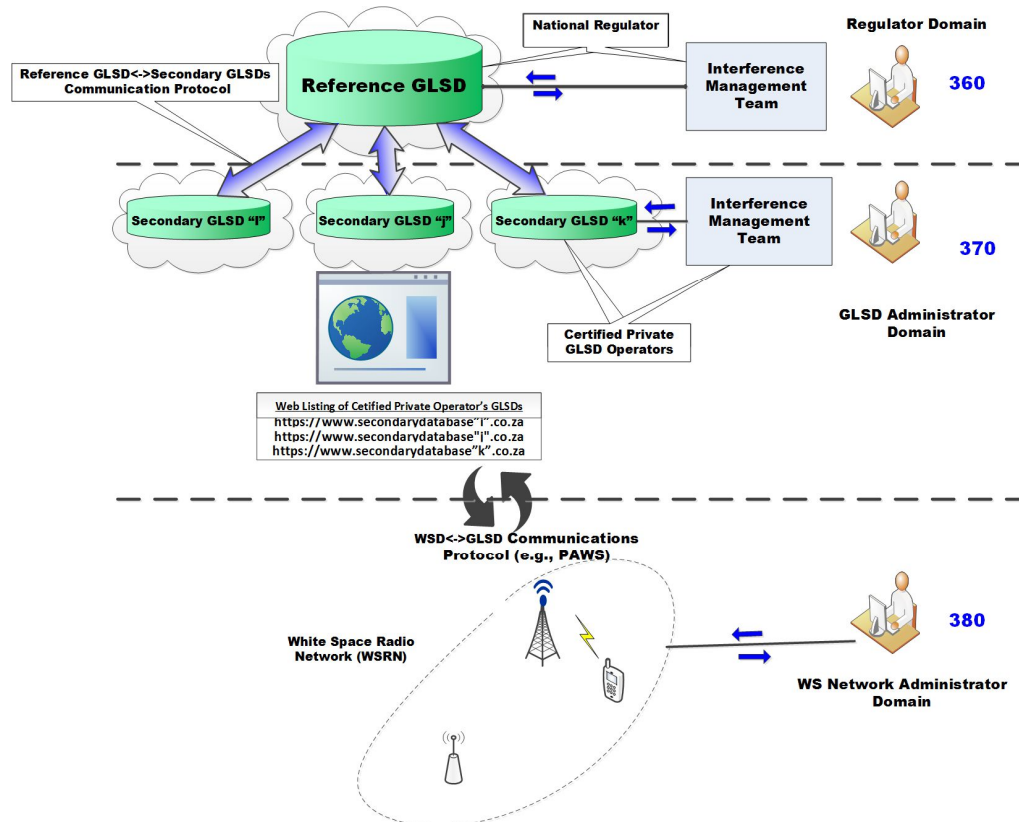 National Regulator
Regulator Domain
Reference GLSD<->Secondary GLSDs
Communication Protocol
Reference GLSD
Interference
Management
Team
360
Secondary GLSD “I”
Secondary GLSD “j”
Secondary GLSD “k”
Interference
Management
Team
370
GLSD Administrator
Domain
Certified Private
GLSD Operators
Web Listing of Cetified Private Operator’s GLSDs
https://www.secondarydatabase"i".co.za
https://www.secondarydatabase"j".co.za
https://www.secondarydatabase”k”.co.za
WSD<->GLSD Communications
Protocol (e.g., PAWS)
White Space Radio
Network (WSRN)
380
WS Network Administrator
Domain